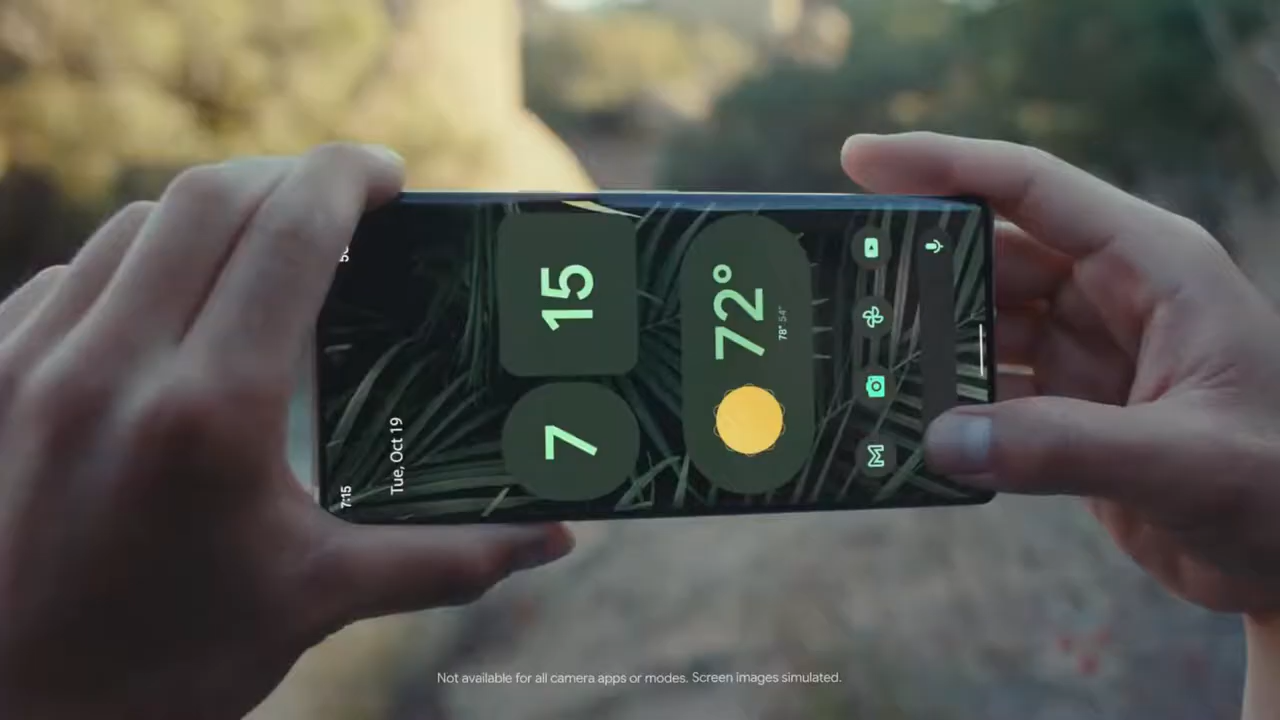 7:15
5G
Tue, Oct 19
7
15
72°
78° 54°
Not available for all camera apps or modes. Screen images simulated.